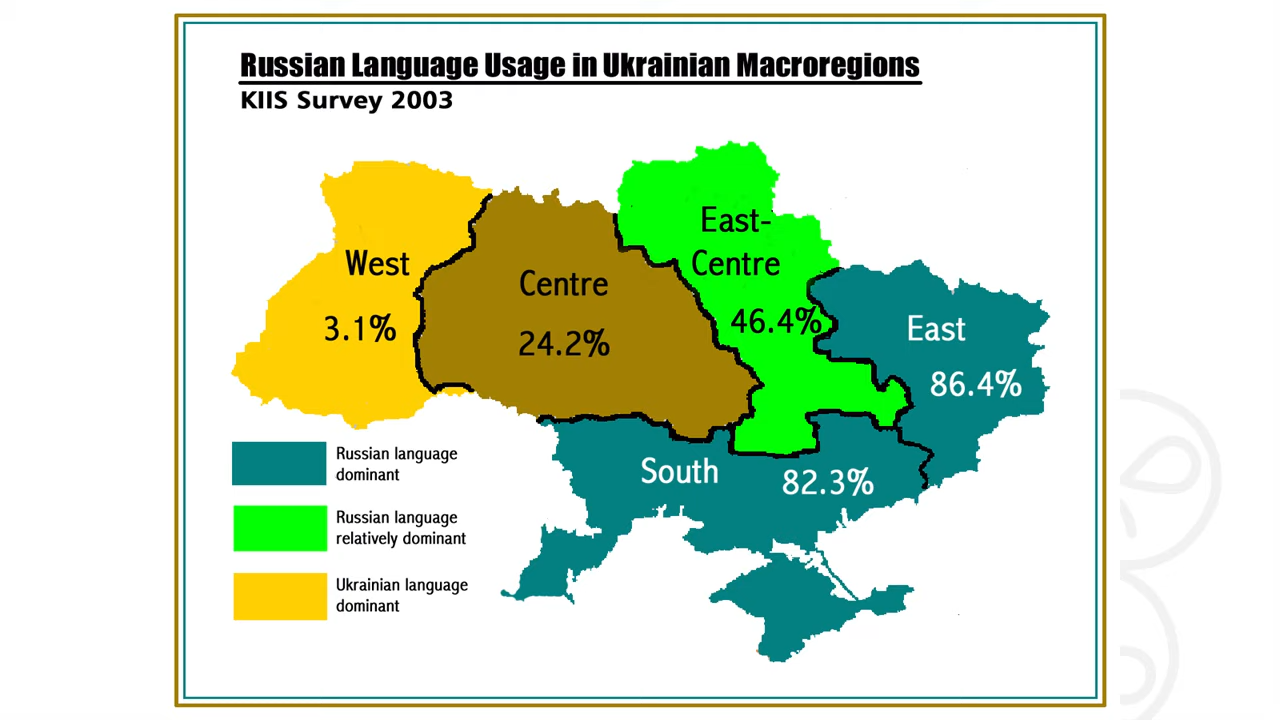 Russian Language Usage in Ukrainian Macroregions
KIIS Survey 2003
East-
Centre
West
Centre
46.4%
East
3.1%
24.2%
86.4%
Russian language
dominant
South
82.3%
Russian language
relatively dominant
Ukrainian language
dominant